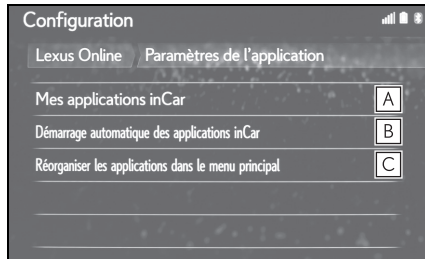 Configuration
Lexus Online Paramètres de l'application
Mes applications inCar A
Démarrage automatique des applications inCar B
Réorganiser les applications dans le menu principal C